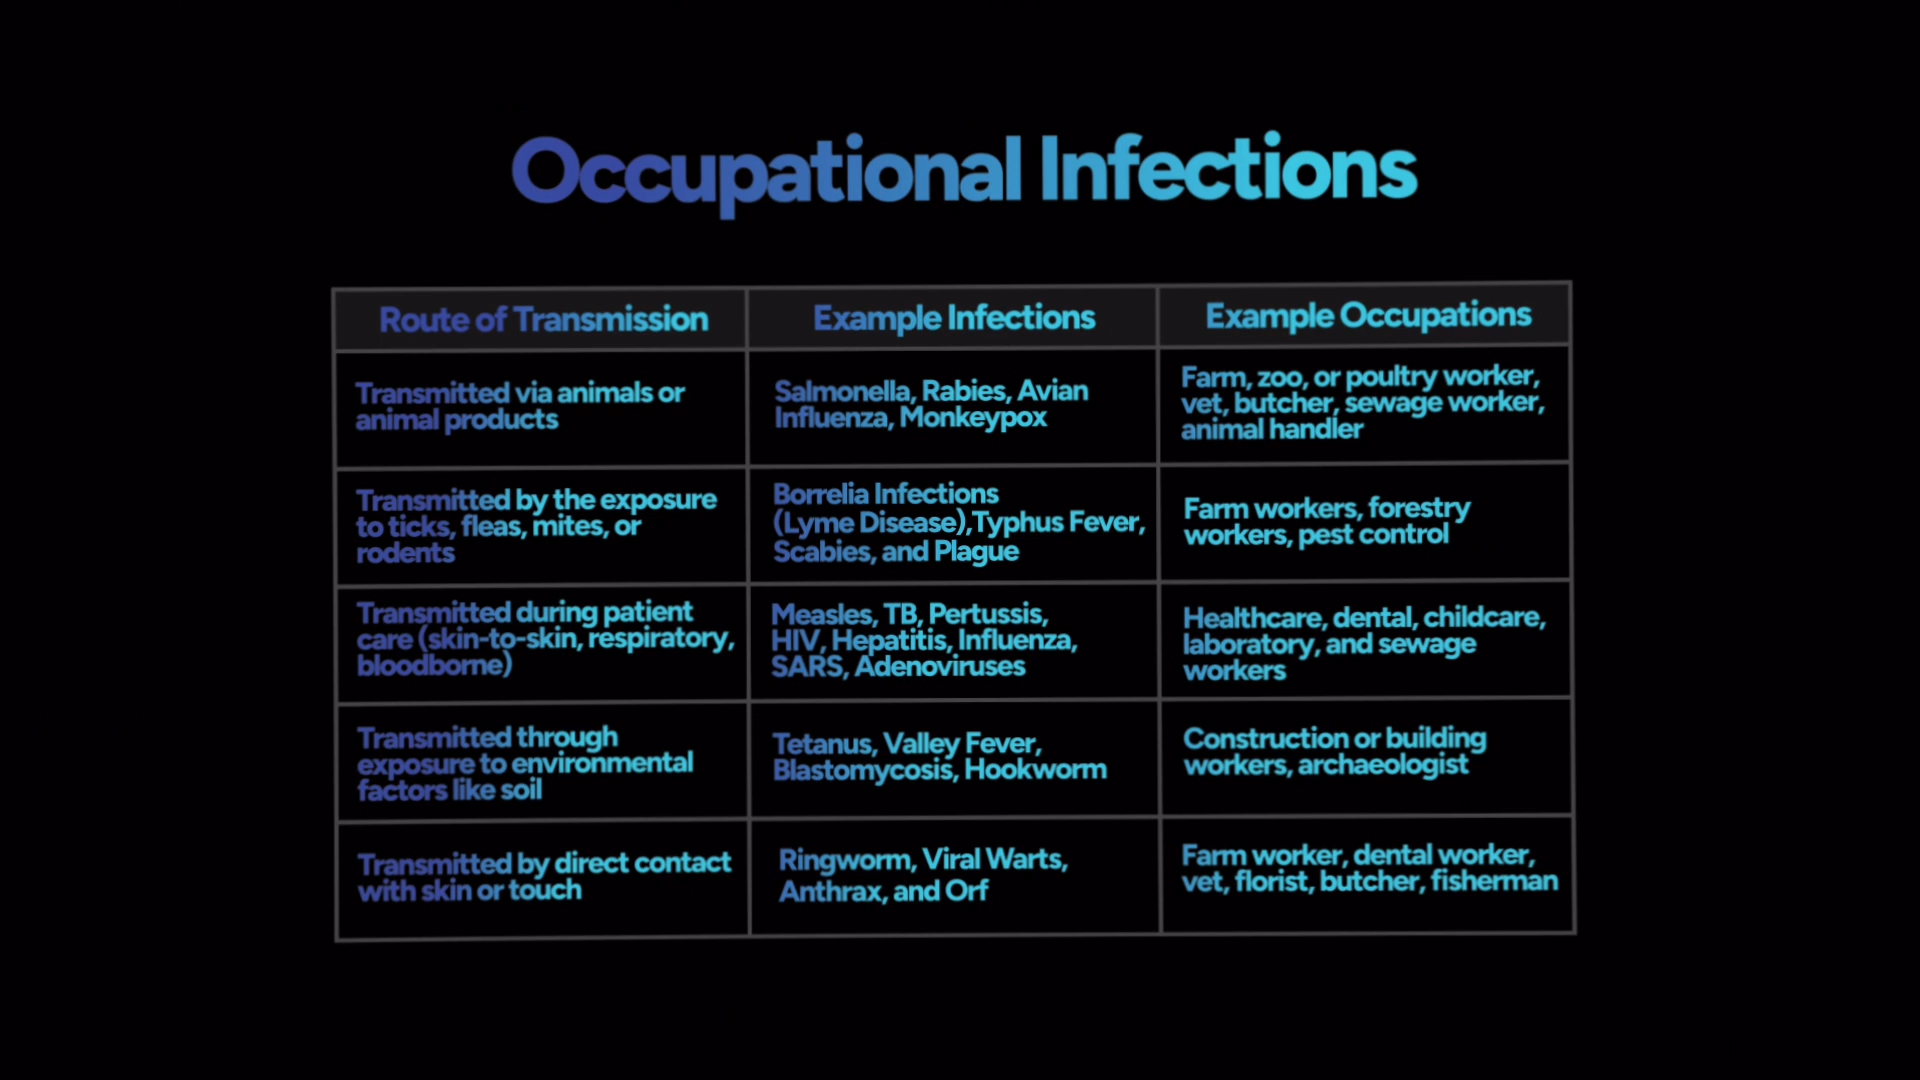 Occupational Infections
Route of Transmission
Example Infections
Example Occupations
Transmitted via animals or
animal products
Salmonella, Rabies, Avian
Influenza, Monkeypox
Farm, zoo, or poultry worker,
vet, butcher, sewage worker,
animal handler
Transmitted by the exposure
to ticks, fleas, mites, or
rodents
Borrelia Infections
(Lyme Disease),Typhus Fever,
Scabies, and Plague
Farm workers, forestry
workers, pest control
Transmitted during patient
care (skin-to-skin, respiratory,
bloodborne)
Measles, TB, Pertussis,
HIV, Hepatitis, Influenza,
SARS, Adenoviruses
Healthcare, dental, childcare,
laboratory, and sewage
workers
Transmitted through
exposure to environmental
factors like soil
Tetanus, Valley Fever,
Blastomycosis, Hookworm
Construction or building
workers, archaeologist
Transmitted by direct contact
with skin or touch
Ringworm, Viral Warts,
Anthrax, and Orf
Farm worker, dental worker,
vet, florist, butcher, fisherman